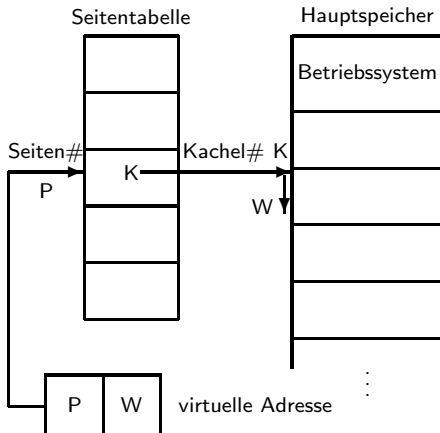 Seitentabelle
Hauptspeicher
Betriebssystem
Seiten#
Kachel# K
K
P
W
P W virtuelle Adresse